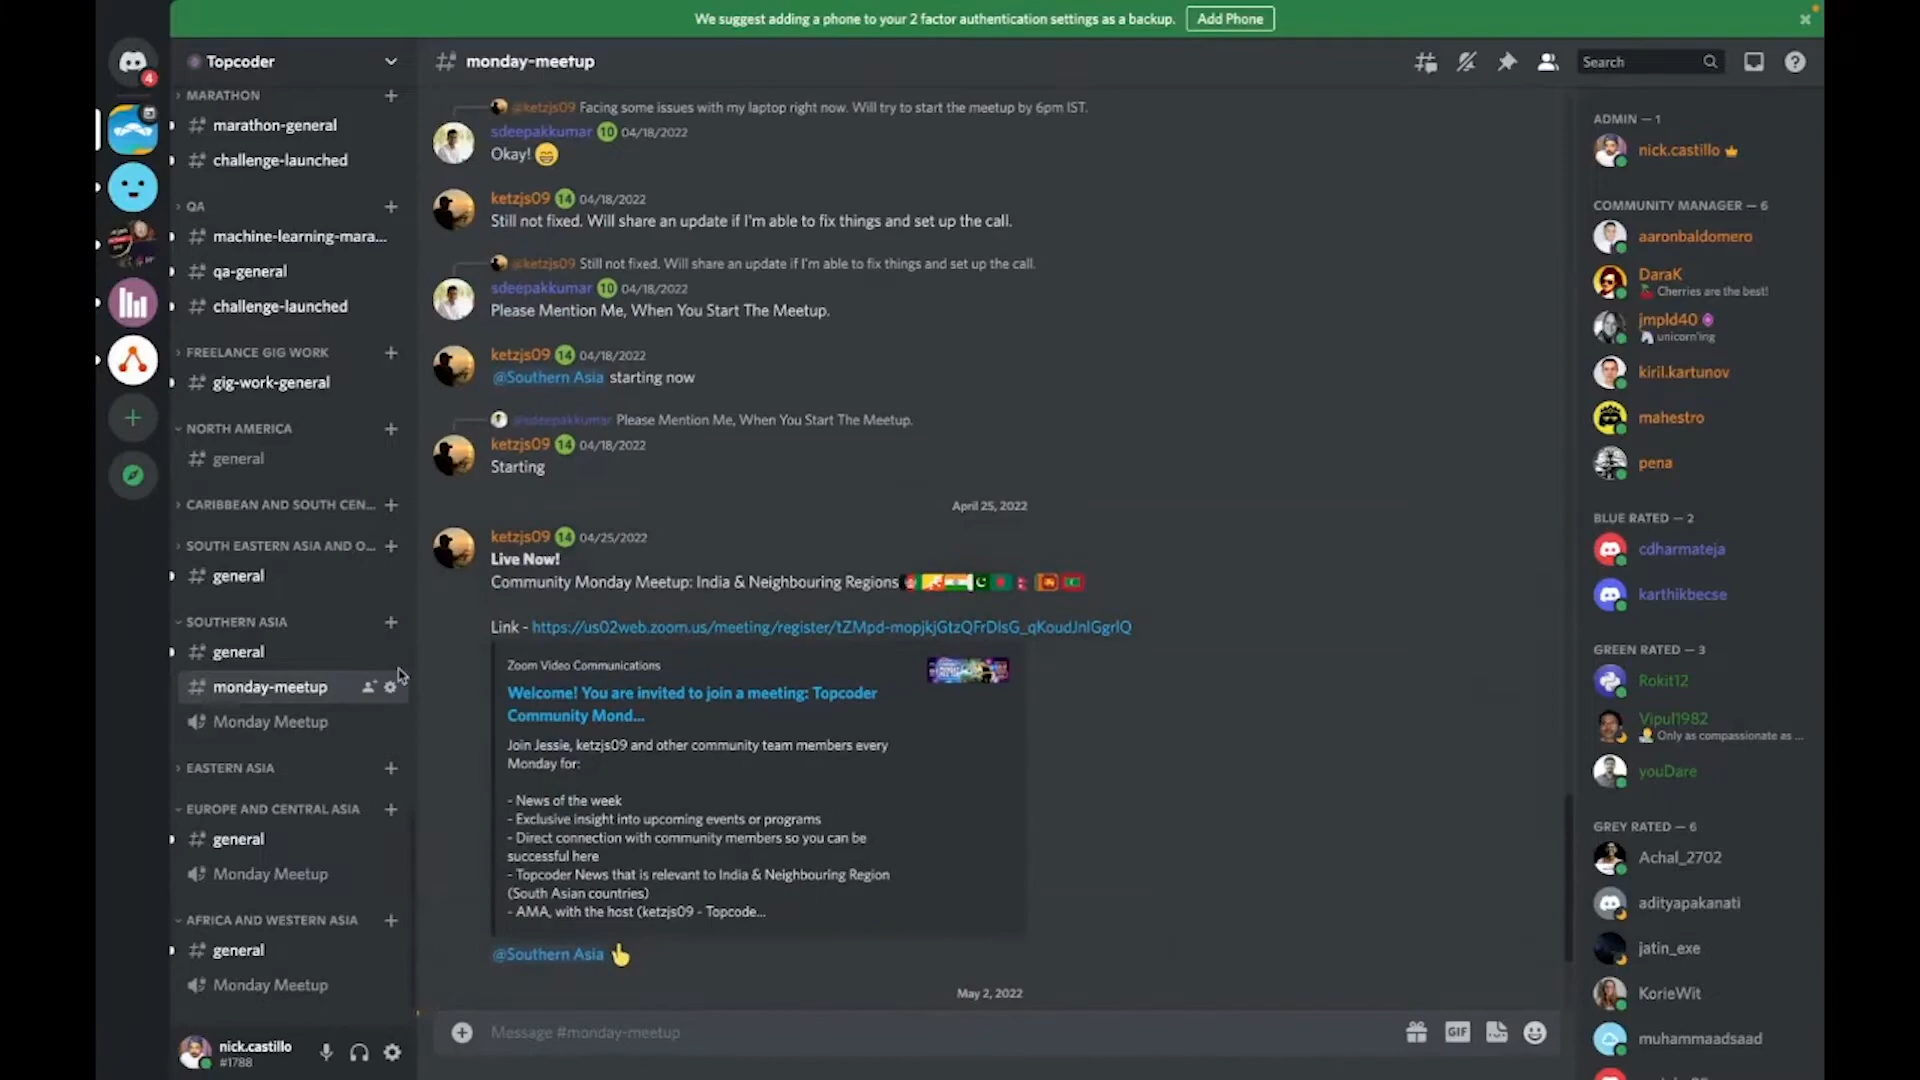 We suggest adding a phone to your 2 factor authentication settings as a backup. Add Phone
4
Topcoder
MARATHON
marathon-general
challenge-launched
QA
machine-learning-mara...
qa-general
challenge-launched
FREELANCE GIG WORK
gig-work-general
NORTH AMERICA
general
CARIBBEAN AND SOUTH CEN...
SOUTH EASTERN ASIA AND O...
general
SOUTHERN ASIA
general
monday-meetup
Monday Meetup
EASTERN ASIA
EUROPE AND CENTRAL ASIA
general
Monday Meetup
AFRICA AND WESTERN ASIA
general
Monday Meetup
nick.castillo
#1788
monday-meetup
Search
@ketzjs09 Facing some issues with my laptop right now. Will try to start the meetup by 6pm IST.
sdeepakkumar 10 04/18/2022
Okay!
ketzjs09 14 04/18/2022
Still not fixed. Will share an update if I'm able to fix things and set up the call.
@ketzjs09 Still not fixed. Will share an update if I'm able to fix things and set up the call.
sdeepakkumar 10 04/18/2022
Please Mention Me, When You Start The Meetup.
ketzjs09 14 04/18/2022
@Southern Asia starting now
@sdeepakkumar Please Mention Me, When You Start The Meetup.
ketzjs09 14 04/18/2022
Starting
April 25, 2022
ketzjs09 14 04/25/2022
Live Now!
Community Monday Meetup: India & Neighbouring Regions
Link - https://us02web.zoom.us/meeting/register/tZMpd-mopjkjGtzQFrDlsG_qKoudJnlGgrlQ
Zoom Video Communications
Welcome! You are invited to join a meeting: Topcoder
Community Mond...
Join Jessie, ketzjs09 and other community team members every
Monday for:
- News of the week
- Exclusive insight into upcoming events or programs
- Direct connection with community members so you can be
successful here
- Topcoder News that is relevant to India & Neighbouring Region
(South Asian countries)
- AMA, with the host (ketzjs09 - Topcode...
@Southern Asia
May 2, 2022
Message #monday-meetup
GIF
ADMIN — 1
nick.castillo
COMMUNITY MANAGER — 6
aaronbaldomero
DaraK
Cherries are the best!
jmpld40
unicorn'ing
kiril.kartunov
mahestro
pena
BLUE RATED — 2
cdharmateja
karthikbecse
GREEN RATED — 3
Rokit12
Vipul1982
Only as compassionate as ...
youDare
GREY RATED — 6
Achal_2702
adityapakanati
jatin_exe
KorieWit
muhammaadsaad